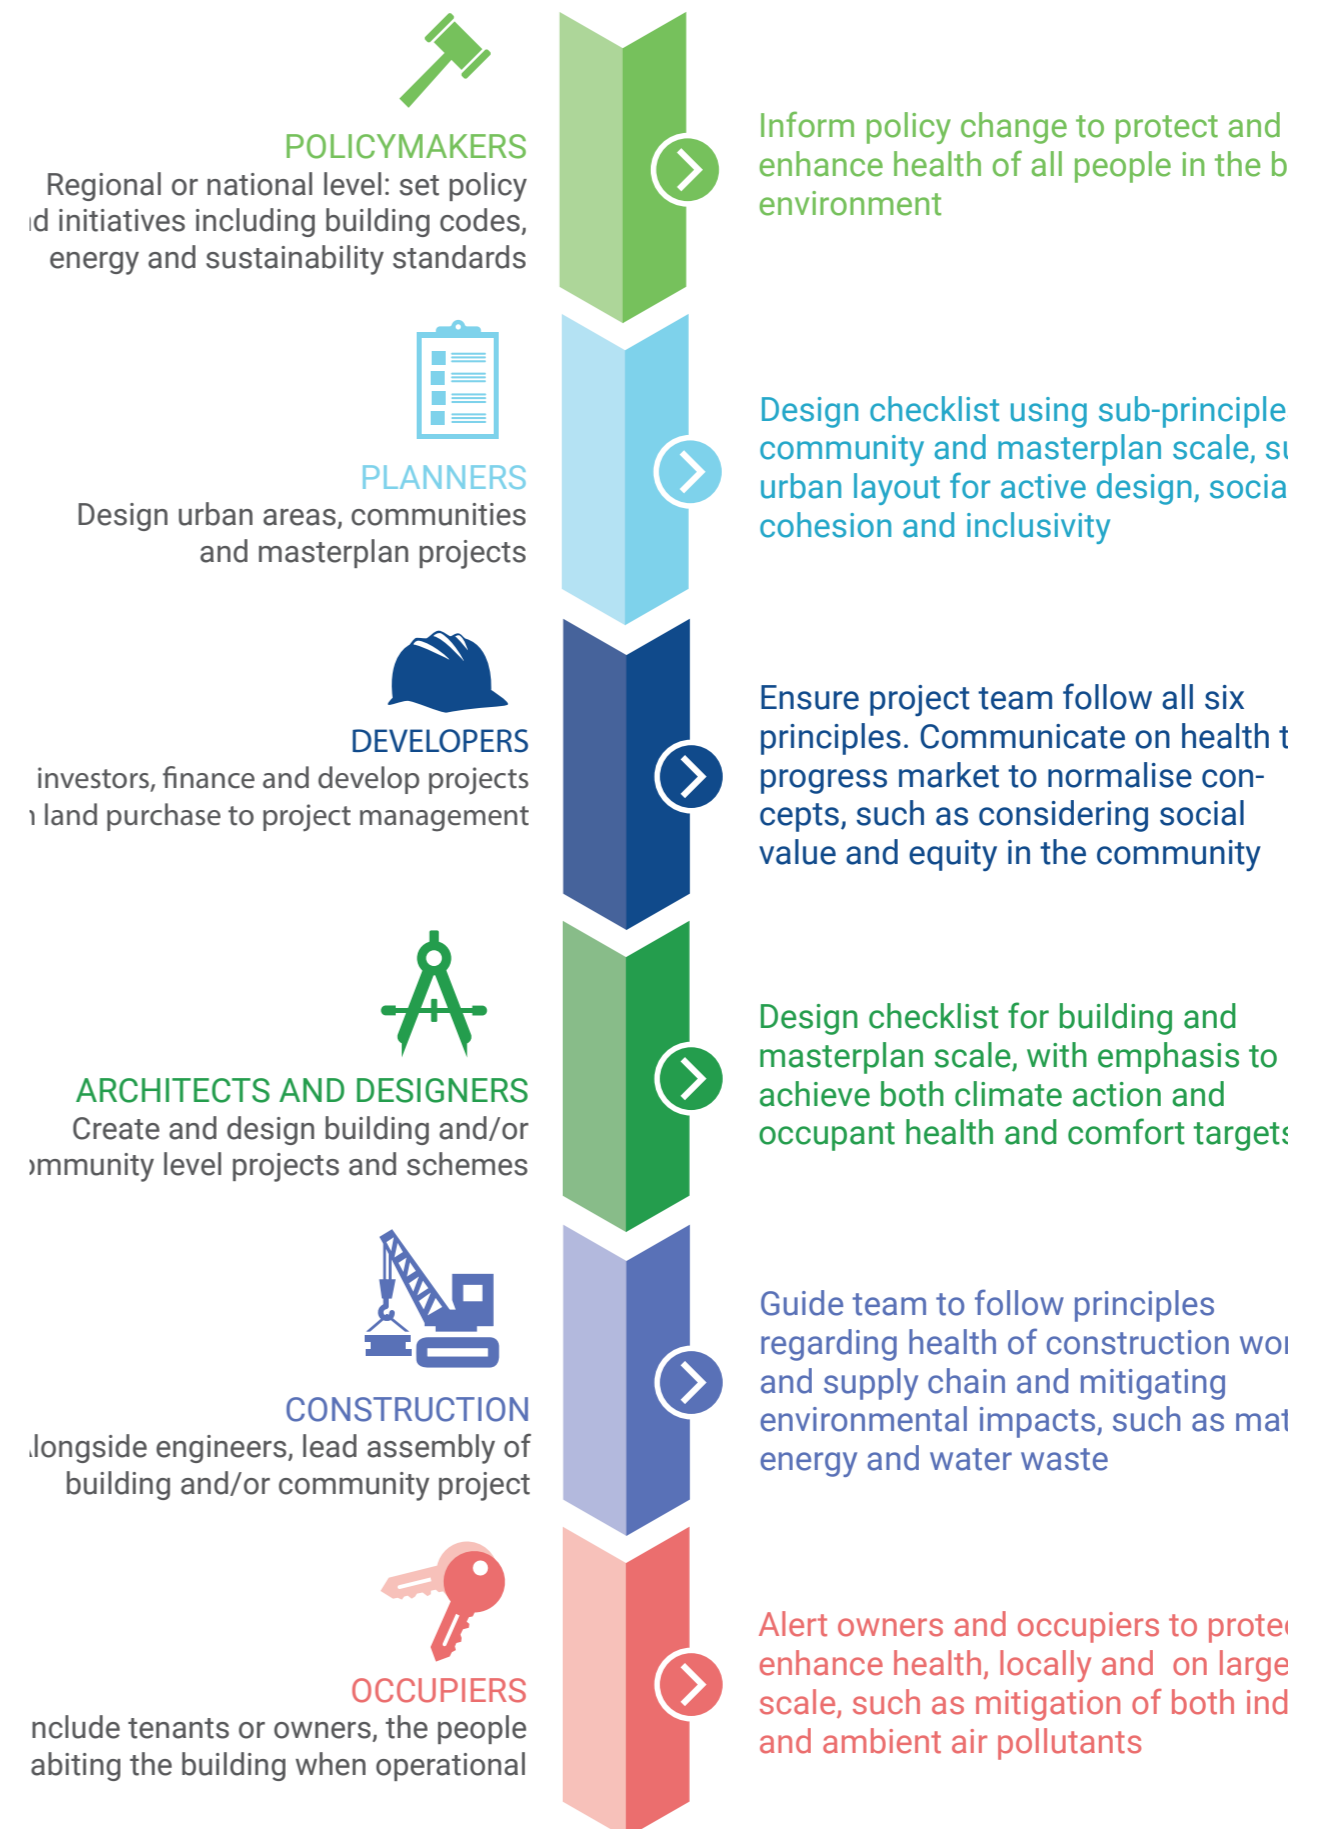 POLICYMAKERS
Regional or national level: set policy
initiatives including building codes,
energy and sustainability standards
Inform policy change to protect and
enhance health of all people in the
environment
PLANNERS
Design urban areas, communities
and masterplan projects
Design checklist using sub-principle
community and masterplan scale,
urban layout for active design, socia
cohesion and inclusivity
DEVELOPERS
investors, finance and develop projects
land purchase to project management
Ensure project team follow all six
principles. Communicate on health
progress market to normalise con-
cepts, such as considering social
value and equity in the community
ARCHITECTS AND DESIGNERS
Create and design building and/or
ommunity level projects and schemes
Design checklist for building and
masterplan scale, with emphasis to
achieve both climate action and
occupant health and comfort targets
CONSTRUCTION
longside engineers, lead assembly of
building and/or community project
Guide team to follow principles
regarding health of construction
and supply chain and mitigating
environmental impacts, such as mat
energy and water waste
OCCUPIERS
nclude tenants or owners, the people
abiting the building when operational
Alert owners and occupiers to prote
enhance health, locally and on large
scale, such as mitigation of both ind
and ambient air pollutants